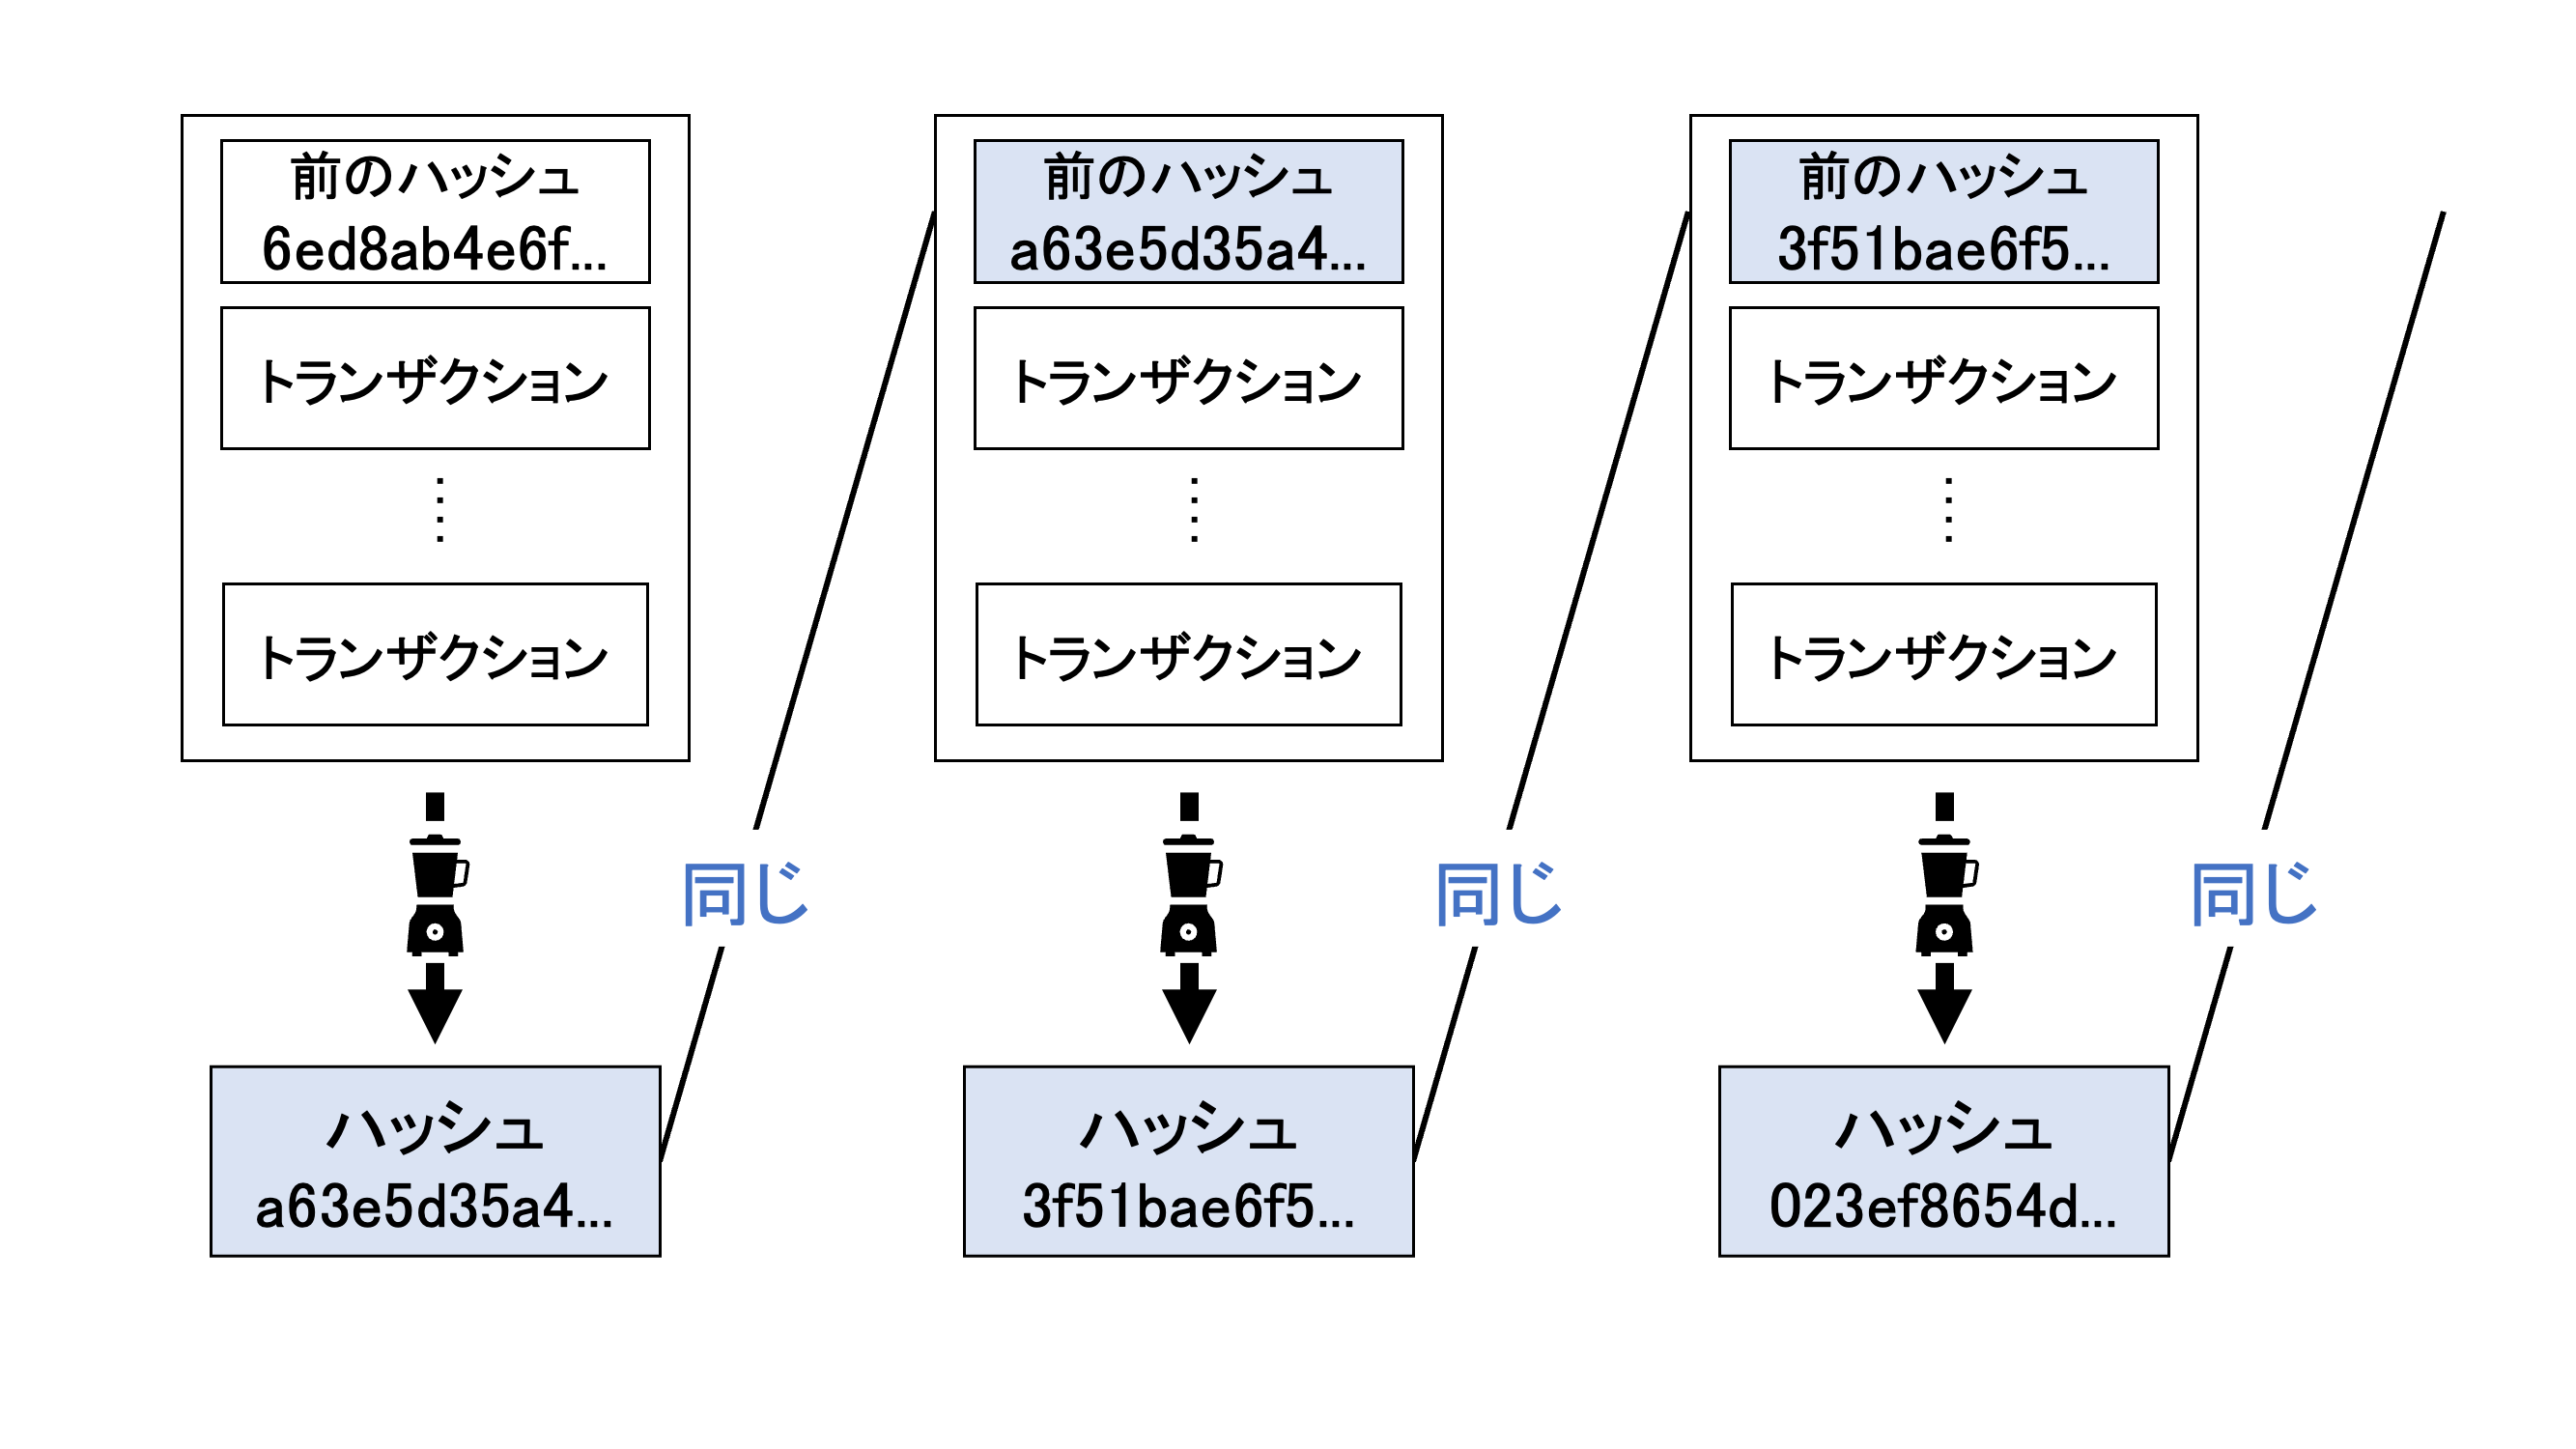 前のハッシュ
6ed8ab4e6f...
トランザクション
トランザクション
ハッシュ
a63e5d35a4...
同じ
前のハッシュ
a63e5d35a4...
トランザクション
トランザクション
ハッシュ
3f51bae6f5...
同じ
前のハッシュ
3f51bae6f5...
トランザクション
トランザクション
ハッシュ
023ef8654d...
同じ